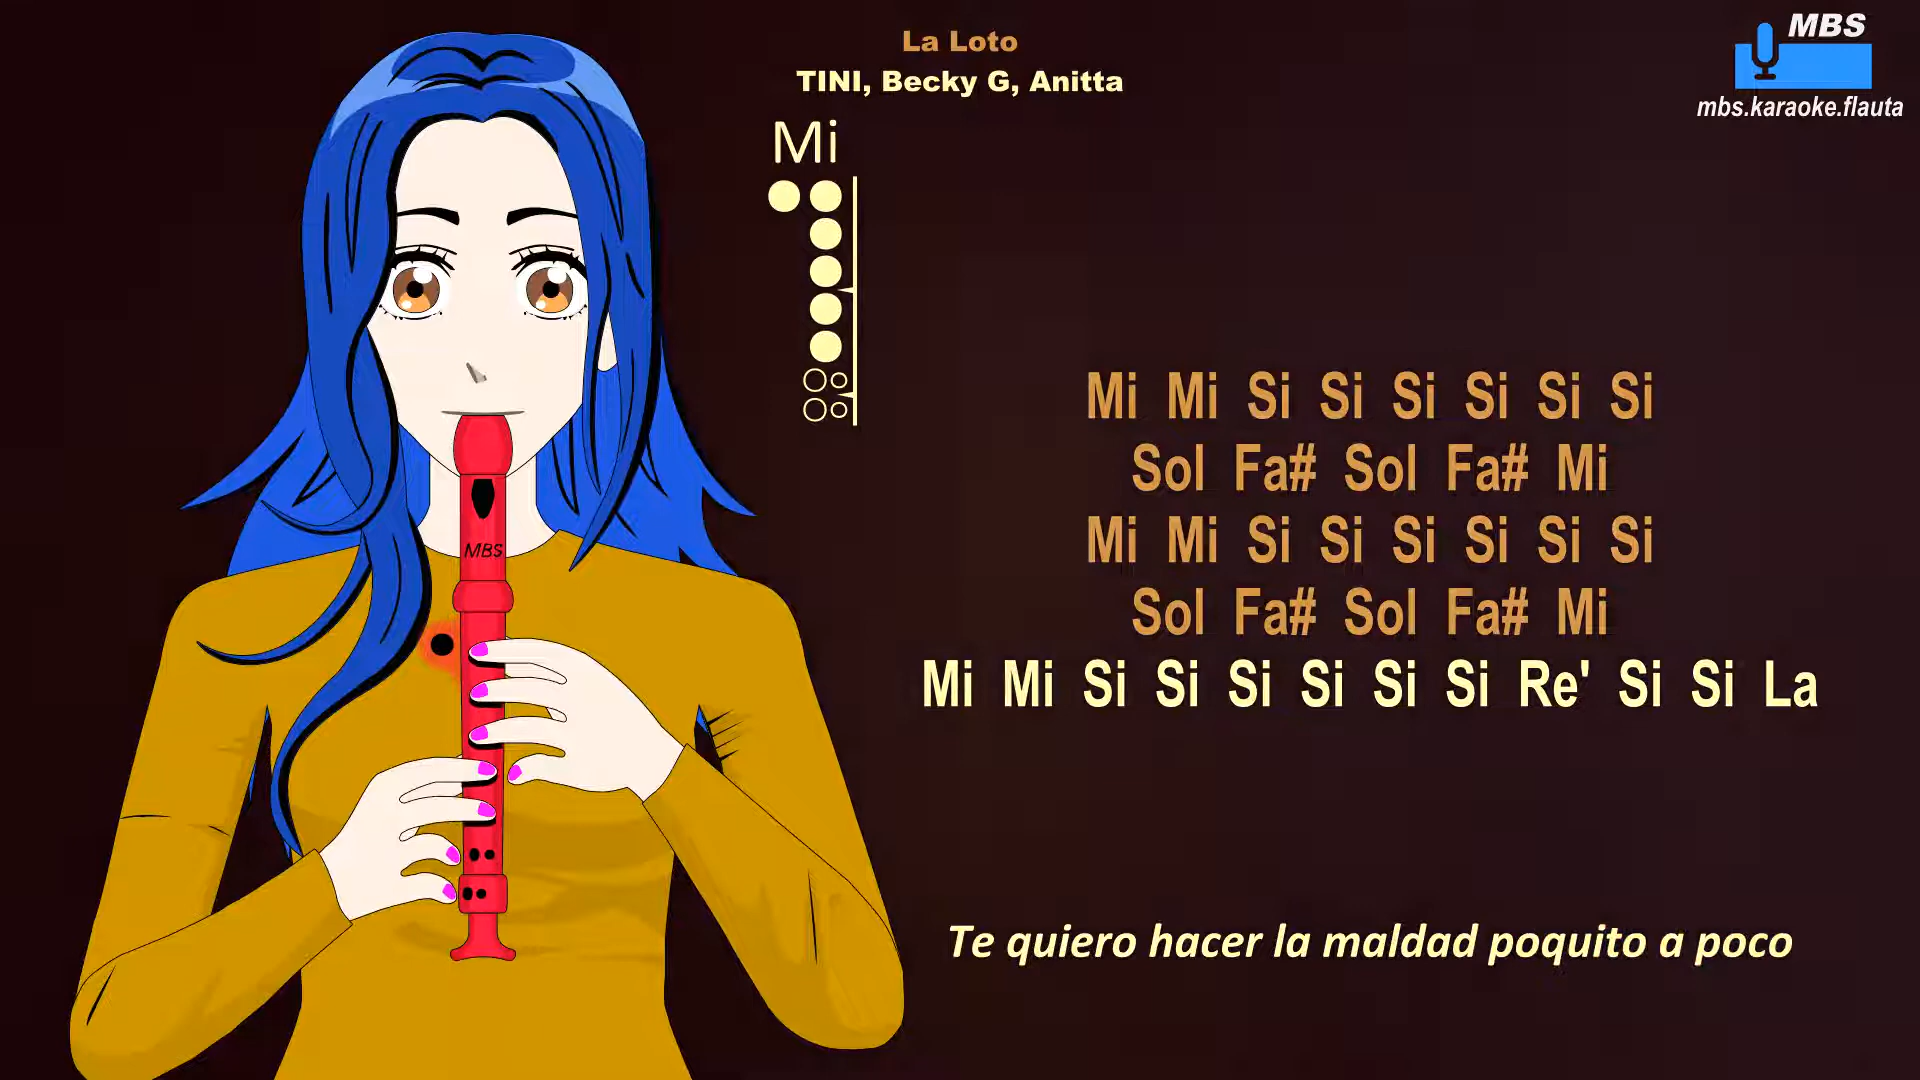 La Loto
TINI, Becky G, Anitta
MBS
mbs.karaoke.flauta
Mi
Mi Mi Si Si Si Si Si Si
Sol Fa# Sol Fa# Mi
Mi Mi Si Si Si Si Si Si
Sol Fa# Sol Fa# Mi
Mi Mi Si Si Si Si Si Si Re' Si Si La
MBS
Te quiero hacer la maldad poquito a poco